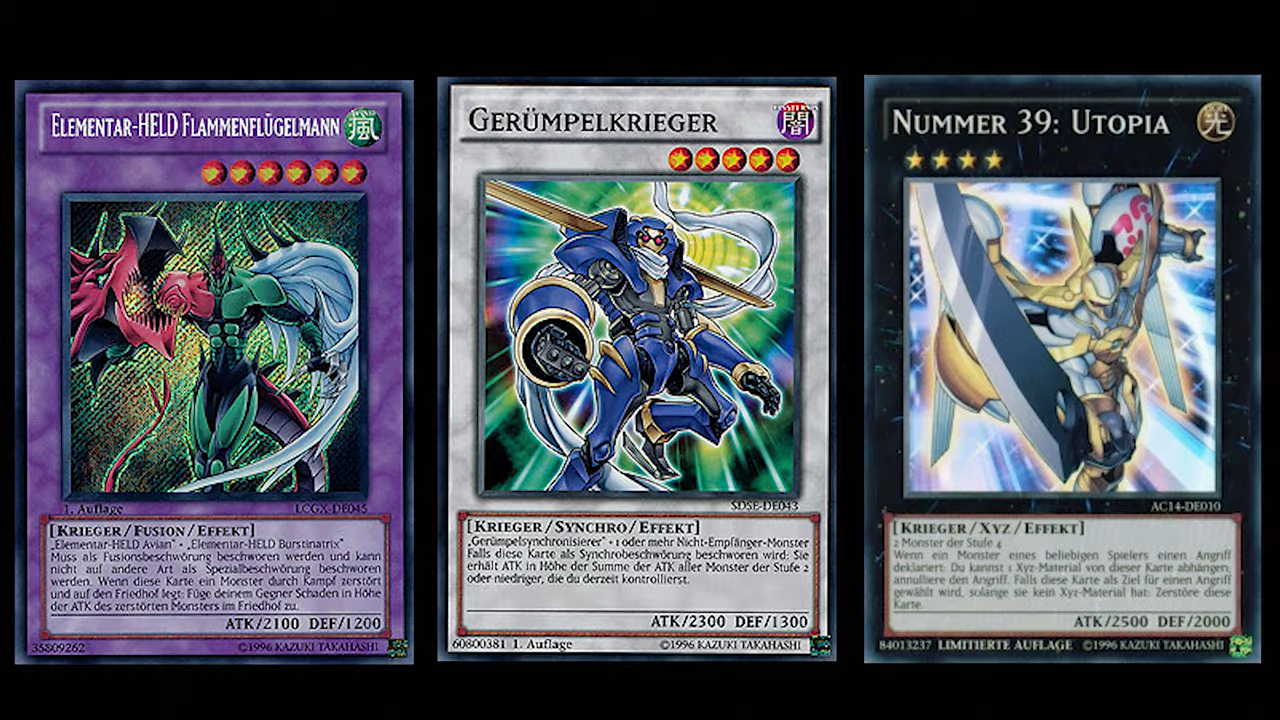 ELEMENTAR-HELD FLAMMENFLÜGELMANN
風
1. Auflage
LCGX-DE045
[KRIEGER/FUSION/EFFEKT]
„Elementar-HELD Avian“ + „Elementar-HELD Burstinatrix“
Muss als Fusionsbeschwörung beschworen werden und kann
nicht auf andere Art als Spezialbeschwörung beschworen
werden. Wenn diese Karte ein Monster durch Kampf zerstört
und auf den Friedhof legt: Füge deinem Gegner Schaden in Höhe
der ATK des zerstörten Monsters im Friedhof zu.
ATK/2100 DEF/1200
35809262
©1996 KAZUKI TAKAHASHI
GERÜMPELKRIEGER
闇
SDSE-DE043
[KRIEGER/SYNCHRO/EFFEKT]
„Gerümpelsynchronisierer“ + 1 oder mehr Nicht-Empfänger-Monster
Falls diese Karte als Synchrobeschwörung beschworen wird: Sie
erhält ATK in Höhe der Summe der ATK aller Monster der Stufe 2
oder niedriger, die du derzeit kontrollierst.
ATK/2300 DEF/1300
60800381 1. Auflage
©1996 KAZUKI TAKAHASHI
NUMMER 39: UTOPIA
光
AC14-DE010
[KRIEGER/XYZ/EFFEKT]
2 Monster der Stufe 4
Wenn ein Monster eines beliebigen Spielers einen Angriff
deklariert: Du kannst 1 Xyz-Material von dieser Karte abhängen;
annulliere den Angriff. Falls diese Karte als Ziel für einen Angriff
gewählt wird, solange sie kein Xyz-Material hat: Zerstöre diese
Karte.
ATK/2500 DEF/2000
84013237 LIMITIERTE AUFLAGE ©1996 KAZUKI TAKAHASHI